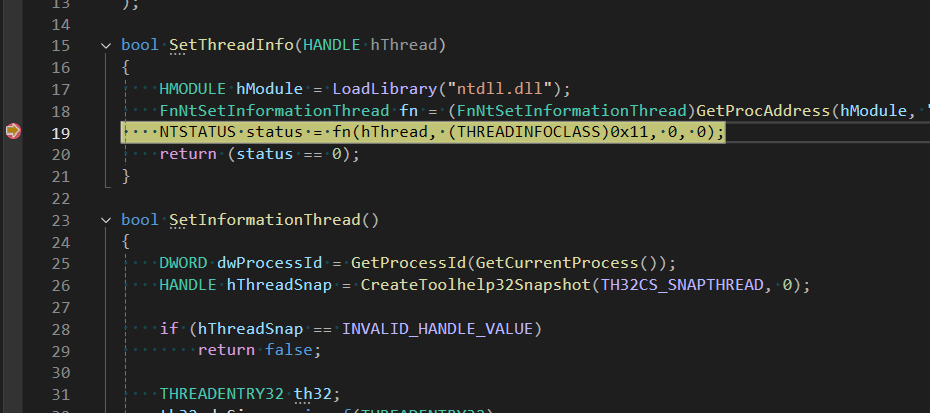 13 );
14
15 bool SetThreadInfo(HANDLE hThread)
16 {
17 HMODULE hModule = LoadLibrary("ntdll.dll");
18 FnNtSetInformationThread fn = (FnNtSetInformationThread)GetProcAddress(hModule, "
19 NTSTATUS status = fn(hThread, (THREADINFOCLASS)0x11, 0, 0);
20 return (status == 0);
21 }
22
23 bool SetInformationThread()
24 {
25 DWORD dwProcessId = GetProcessId(GetCurrentProcess());
26 HANDLE hThreadSnap = CreateToolhelp32Snapshot(TH32CS_SNAPTHREAD, 0);
27
28 if (hThreadSnap == INVALID_HANDLE_VALUE)
29 return false;
30
31 THREADENTRY32 th32;